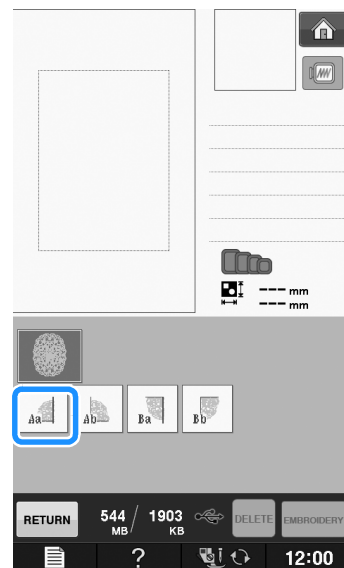 --- mm
--- mm
Aa Ab Ba Bb
RETURN 544 MB / 1903 KB DELETE EMBROIDERY
? 12:00